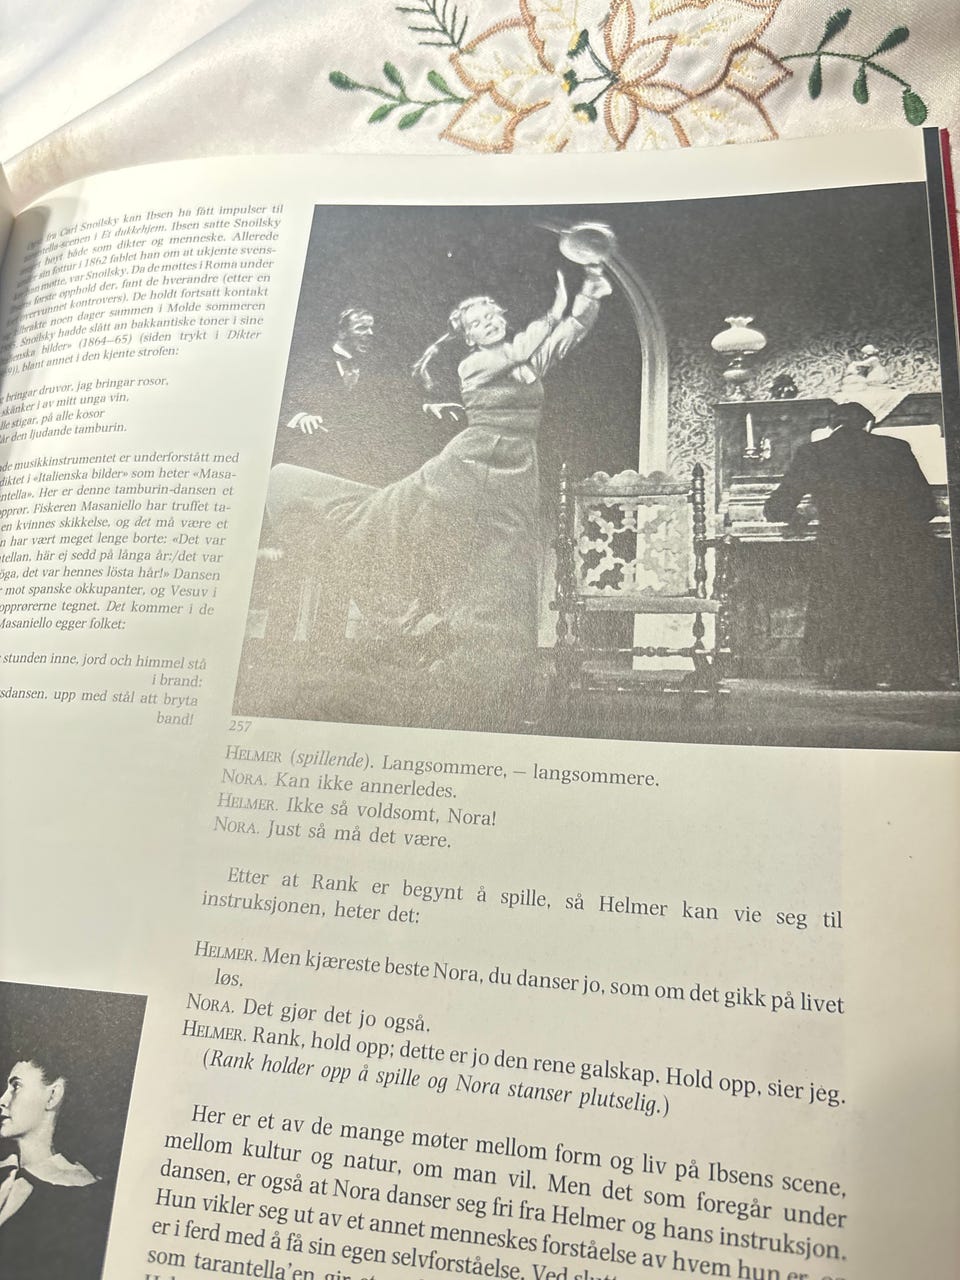 fra Carl Snoilsky kan Ibsen ha fått impulser til
tarantella-scenen i Et dukkehjem. Ibsen satte Snoilsky
høyt både som dikter og menneske. Allerede
sin fottur i 1862 fablet han om at ukjente svens-
møtte, var Snoilsky. Da de møttes i Roma under
første opphold der, fant de hverandre (etter en
overvunnet kontrovers). De holdt fortsatt kontakt
noen dager sammen i Molde sommeren
Snoilsky hadde slått an bakkantiske toner i sine
bilder» (1864–65) (siden trykt i Dikter
blant annet i den kjente strofen:
bringar druvor, jag bringar rosor,
skänker i av mitt unga vin.
stigar, på alla kosor
den ljudande tamburin.
musikkinstrumentet er underforstått med
diktet i «Italienska bilder» som heter «Masa-
Her er denne tamburin-dansen et
opprør. Fiskeren Masaniello har truffet ta-
en kvinnes skikkelse, og det må være et
har vært meget lenge borte: «Det var
här ej sedd på långa år;/det var
det var hennes lösta hår!» Dansen
mot spanske okkupanter, og Vesuv i
opprørerne tegnet. Det kommer i de
Masaniello egger folket:
stunden inne, jord och himmel stå
i brand:
upp med stål att bryta
band!
257
HELMER (spillende). Langsommere, – langsommere.
NORA. Kan ikke annerledes.
HELMER. Ikke så voldsomt, Nora!
NORA. Just så må det være.
Etter at Rank er begynt å spille, så Helmer kan vie seg til
instruksjonen, heter det:
HELMER. Men kjæreste beste Nora, du danser jo, som om det gikk på livet
løs.
NORA. Det gjør det jo også.
HELMER. Rank, hold opp; dette er jo den rene galskap. Hold opp, sier jeg.
(Rank holder opp å spille og Nora stanser plutselig.)
Her er et av de mange møter mellom form og liv på Ibsens scene,
mellom kultur og natur, om man vil. Men det som foregår under
dansen, er også at Nora danser seg fri fra Helmer og hans instruksjon.
Hun vikler seg ut av et annet menneskes forståelse av hvem hun er,
er i ferd med å få sin egen selvforståelse. Ved
som tarantella'en